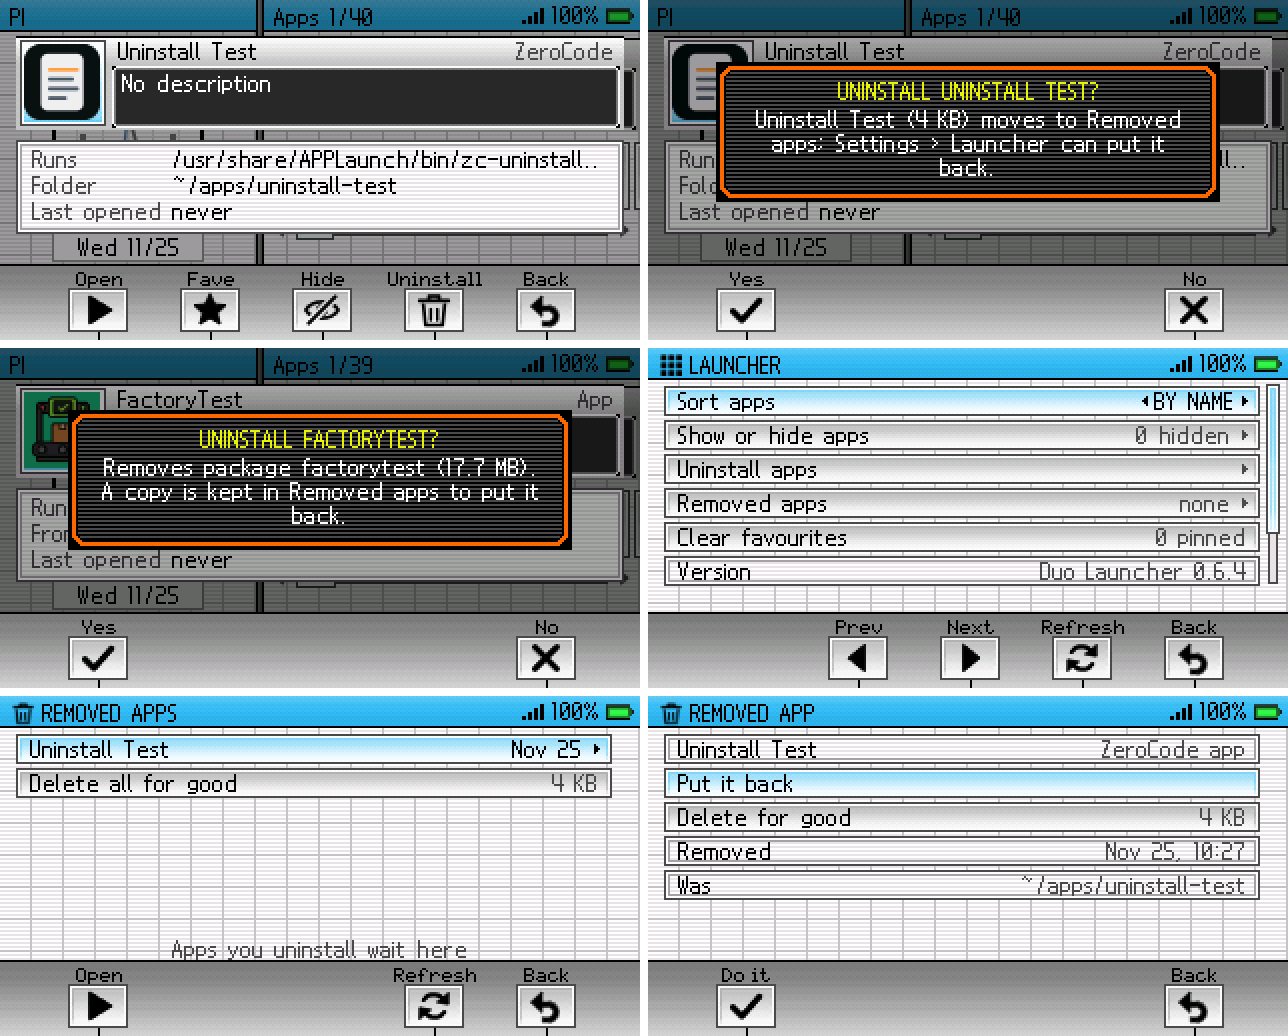 PI
Apps 1/40
100%
Uninstall Test
ZeroCode
No description
Runs
/usr/share/APPLaunch/bin/zc-uninstall..
Folder
~/apps/uninstall-test
Last opened never
Wed 11/25
Open
Fave
Hide
Uninstall
Back
PI
Apps 1/40
100%
Uninstall Test
ZeroCode
UNINSTALL UNINSTALL TEST?
Uninstall Test (4 KB) moves to Removed
apps; Settings > Launcher can put it
back.
Last opened never
Wed 11/25
Yes
No
PI
Apps 1/39
100%
FactoryTest
App
UNINSTALL FACTORYTEST?
Removes package factorytest (17.7 MB).
A copy is kept in Removed apps to put it
back.
Last opened never
Wed 11/25
Yes
No
LAUNCHER
100%
Sort apps
BY NAME
Show or hide apps
0 hidden
Uninstall apps
Removed apps
none
Clear favourites
0 pinned
Version
Duo Launcher 0.6.4
Prev
Next
Refresh
Back
REMOVED APPS
100%
Uninstall Test
Nov 25
Delete all for good
4 KB
Apps you uninstall wait here
Open
Refresh
Back
REMOVED APP
100%
Uninstall Test
ZeroCode app
Put it back
Delete for good
4 KB
Removed
Nov 25, 10:27
Was
~/apps/uninstall-test
Do it
Back